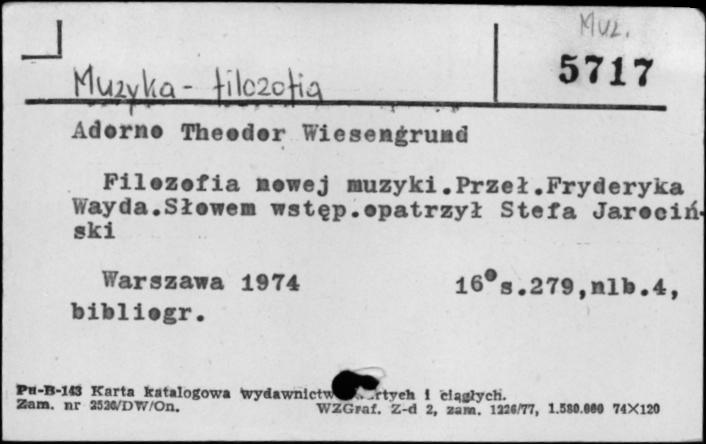 Muz.
5717
Muzyka - filozofia
Adorno Theodor Wiesengrund
Filozofia nowej muzyki.Przeł.Fryderyka
Wayda.Słowem wstęp.opatrzył Stefa Jarociń-
ski
Warszawa 1974 16° s.279,nlb.4,
bibliogr.
Pu-B-143 Karta katalogowa wydawnictw rtych i ciągłych.
Zam. nr 2520/DW/On. WZGraf. Z-d 2, zam. 1226/77, 1.580.000 74X120